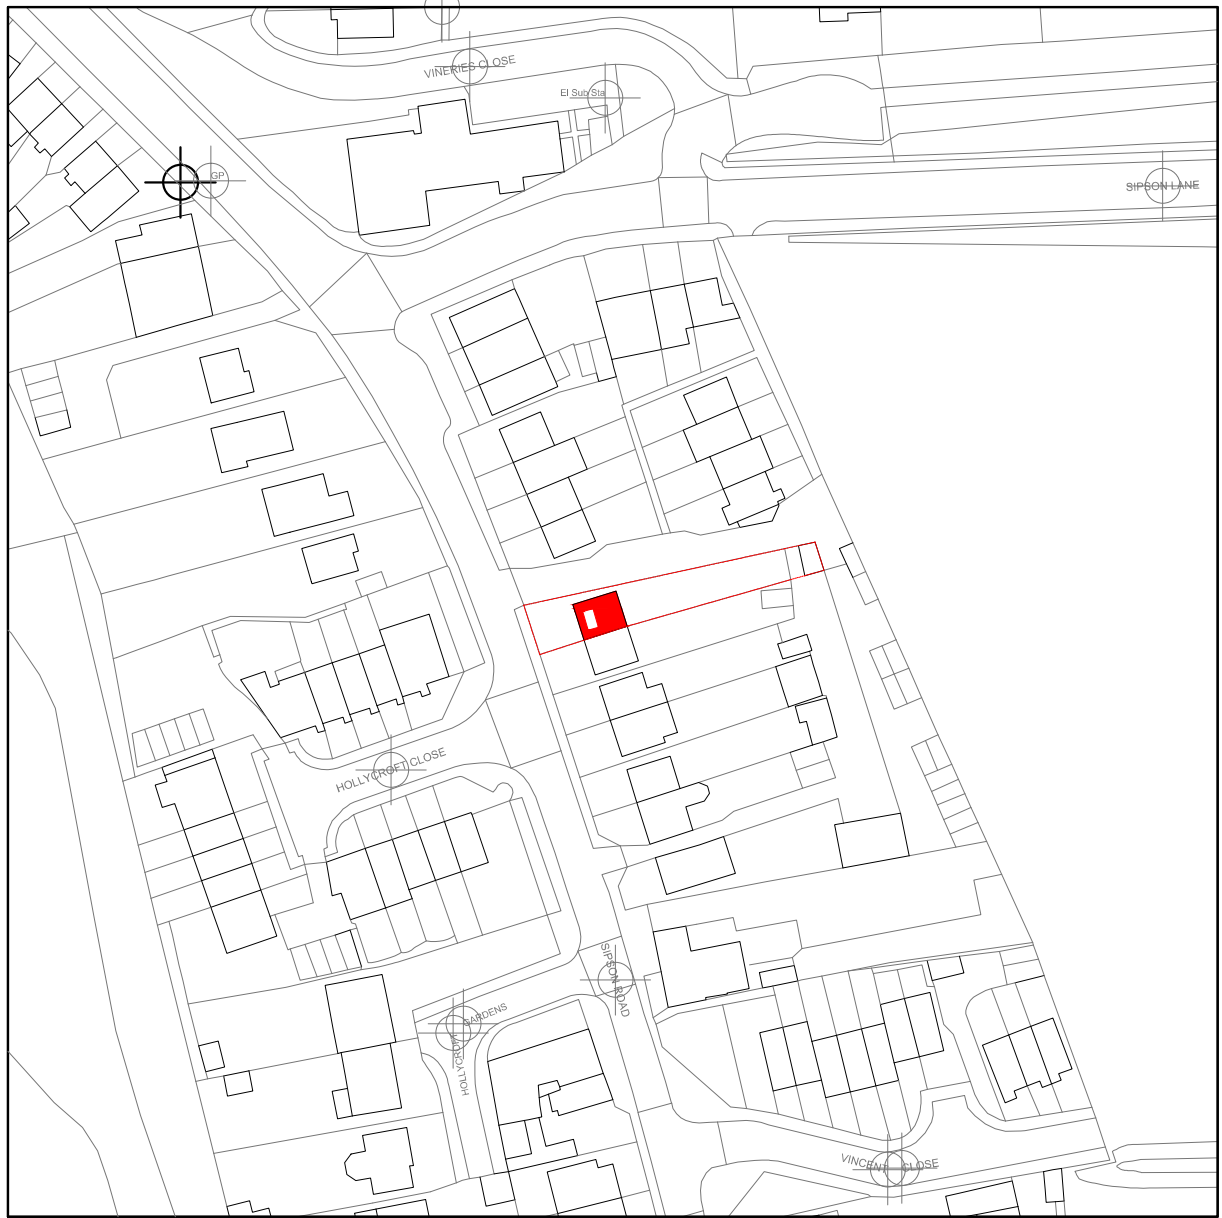 VINERIES CLOSE
El Sub Sta
GP
SIPSON LANE
HOLLYCROFT CLOSE
SIPSON ROAD
HOLLYCROFT GARDENS
VINCENT CLOSE